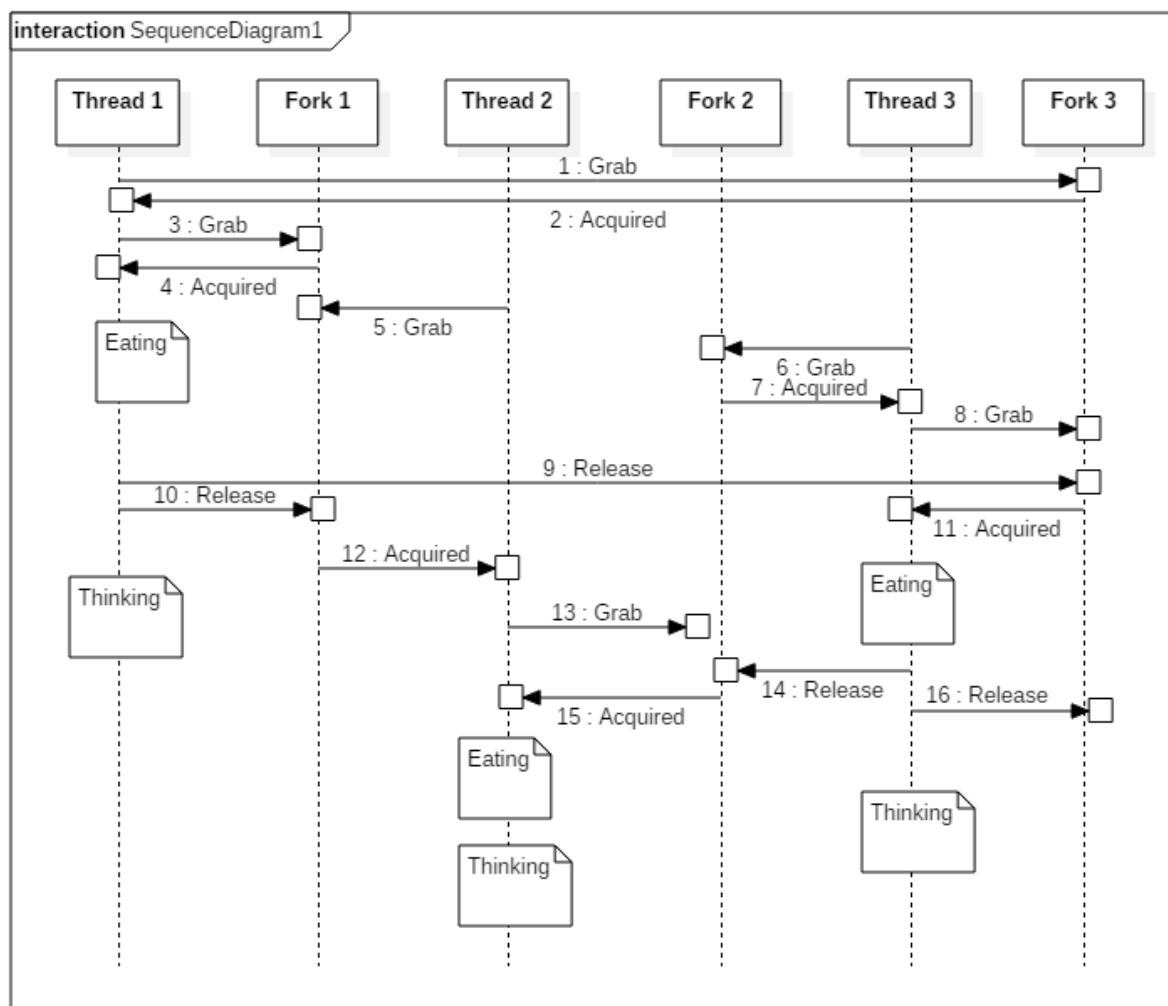 interaction SequenceDiagram1
Thread 1
Fork 1
Thread 2
Fork 2
Thread 3
Fork 3
1 : Grab
2 : Acquired
3 : Grab
4 : Acquired
5 : Grab
Eating
6 : Grab
7 : Acquired
8 : Grab
9 : Release
10 : Release
11 : Acquired
12 : Acquired
Thinking
Eating
13 : Grab
14 : Release
16 : Release
15 : Acquired
Eating
Thinking
Thinking